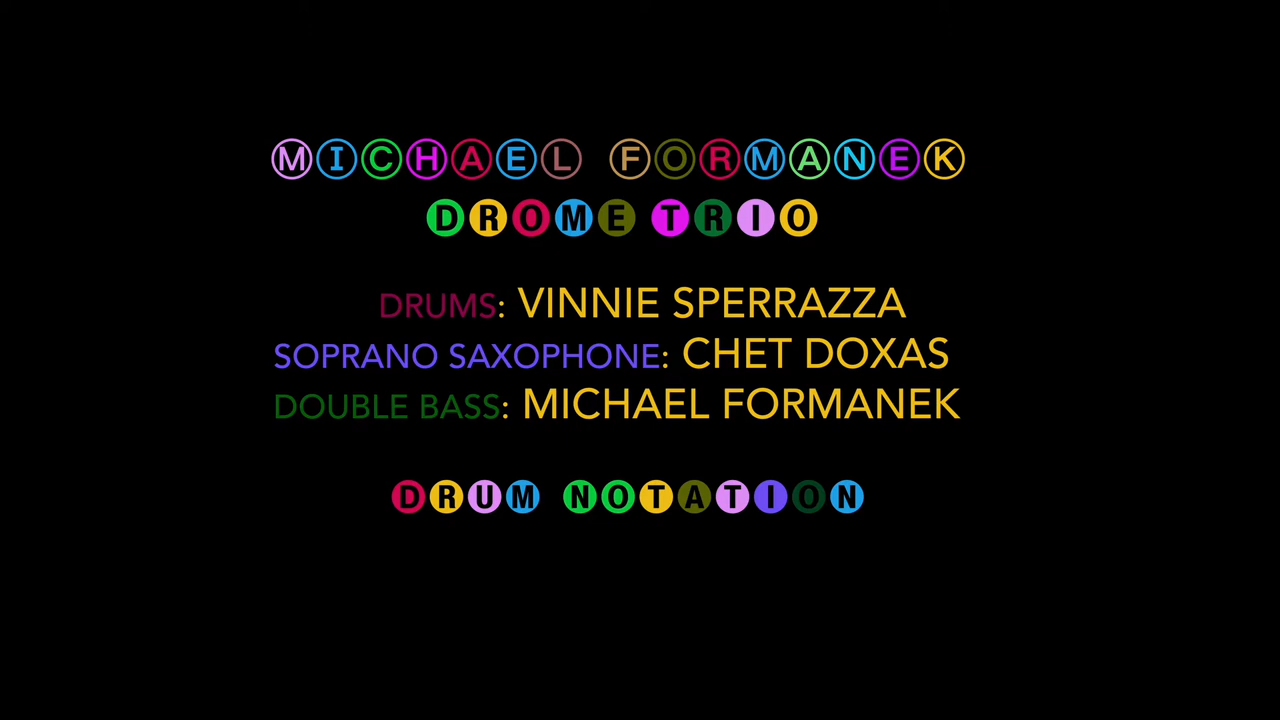 MICHAEL FORMANEK
DROME TRIO
DRUMS: VINNIE SPERRAZZA
SOPRANO SAXOPHONE: CHET DOXAS
DOUBLE BASS: MICHAEL FORMANEK
DRUM NOTATION